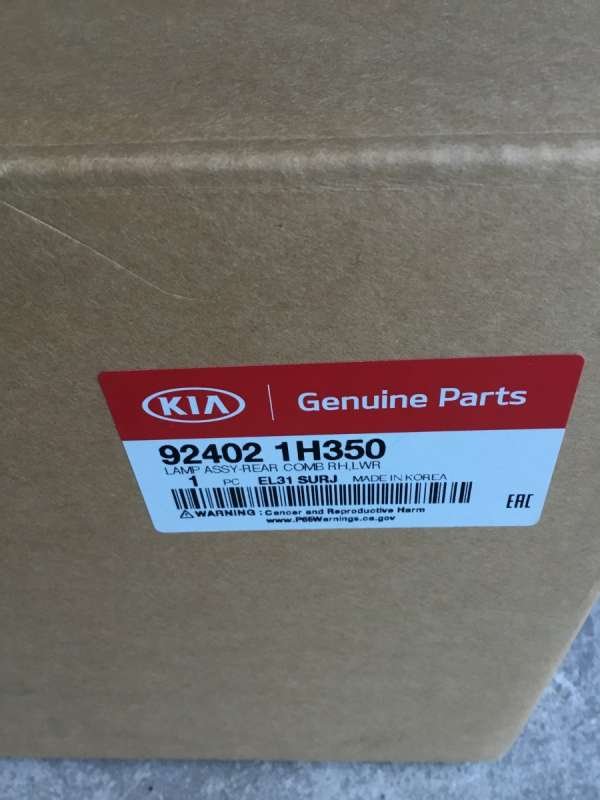 KIA Genuine Parts
92402 1H350
LAMP ASSY-REAR COMB RH,LWR
1 PC EL31 SURJ MADE IN KOREA
WARNING : Cancer and Reproductive Harm
www.P65Warnings.ca.gov
EAC